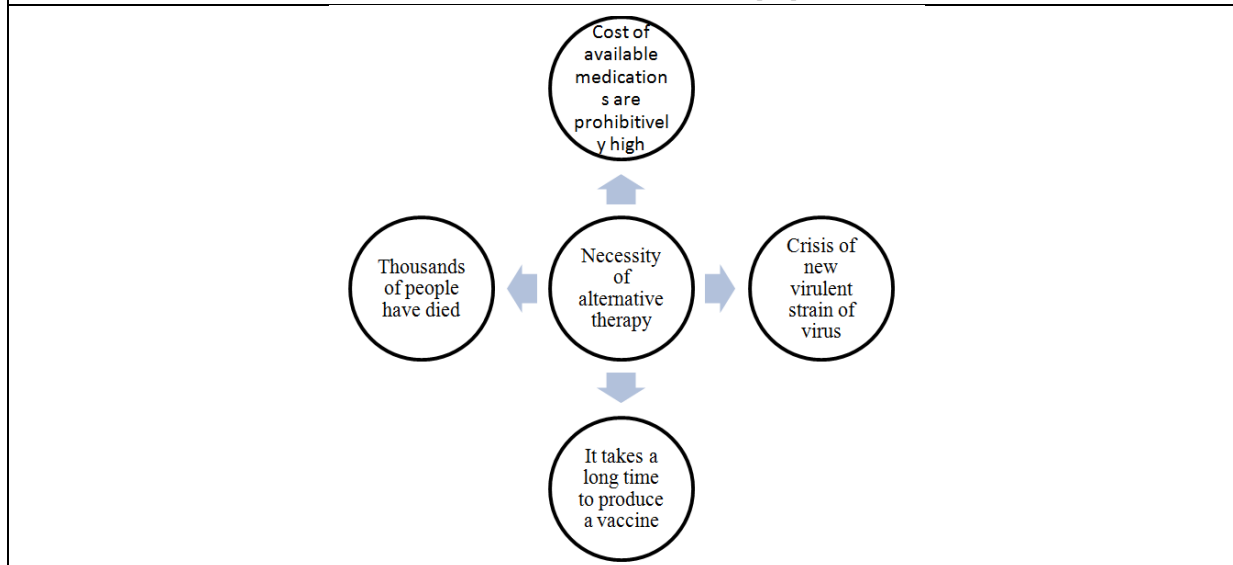 Cost of
available
medication
s are
prohibitivel
y high
Thousands
of people
have died
Necessity
of
alternative
therapy
Crisis of
new
virulent
strain of
virus
It takes a
long time
to produce
a vaccine